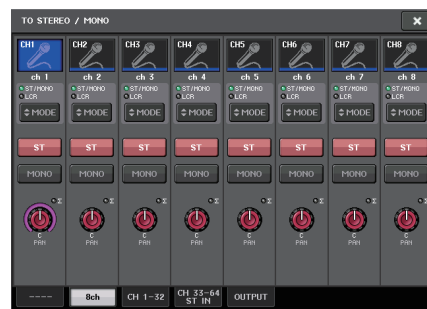 TO STEREO / MONO ×
CH1 CH2 CH3 CH4 CH5 CH6 CH7 CH8
ch 1 ch 2 ch 3 ch 4 ch 5 ch 6 ch 7 ch 8
ST/MONO ST/MONO ST/MONO ST/MONO ST/MONO ST/MONO ST/MONO ST/MONO
LCR LCR LCR LCR LCR LCR LCR LCR
MODE MODE MODE MODE MODE MODE MODE MODE
ST ST ST ST ST ST ST ST
MONO MONO MONO MONO MONO MONO MONO MONO
Σ Σ Σ Σ Σ Σ Σ Σ
C C C C C C C C
PAN PAN PAN PAN PAN PAN PAN PAN
---- 8ch CH 1-32 CH 33-64 OUTPUT
ST IN